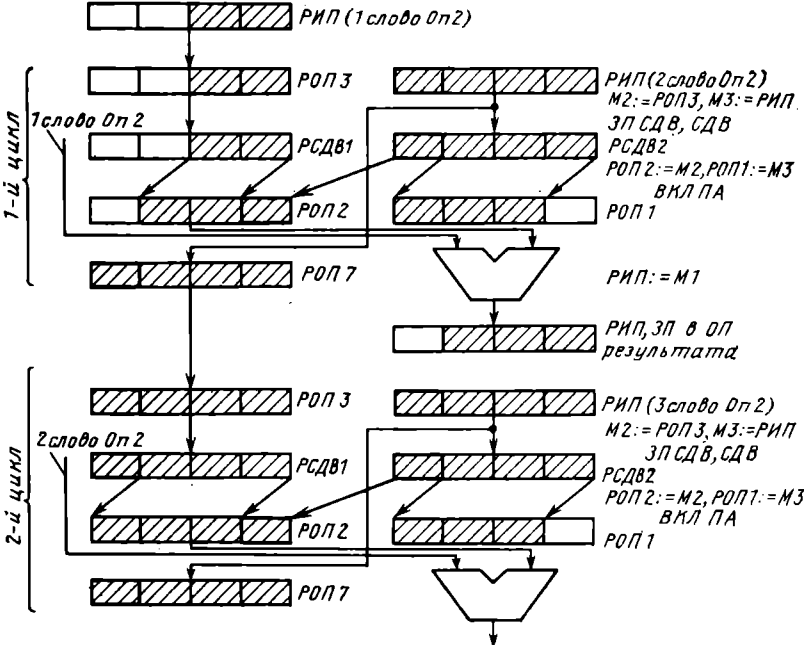 РИП (1 слово Оп2)
РОП 3
РИП (2 слово Оп2)
М2:=РОП3, М3:=РИП,
ЗП СДВ, СДВ
1 слово Оп 2
РСДВ1
РСДВ2
РОП 2:=М2, РОП1:=М3
ВКЛ ПА
РОП 2
РОП 1
1-й цикл
РОП 7
РИП:=М1
РИП, ЗП в ОП
результата
РОП 3
РИП (3 слово Оп2)
М2:=РОП3, М3:=РИП
ЗП СДВ, СДВ
2 слово Оп 2
РСДВ1
РСДВ2
РОП 2:=М2, РОП1:=М3
ВКЛ ПА
РОП 2
РОП 1
2-й цикл
РОП 7